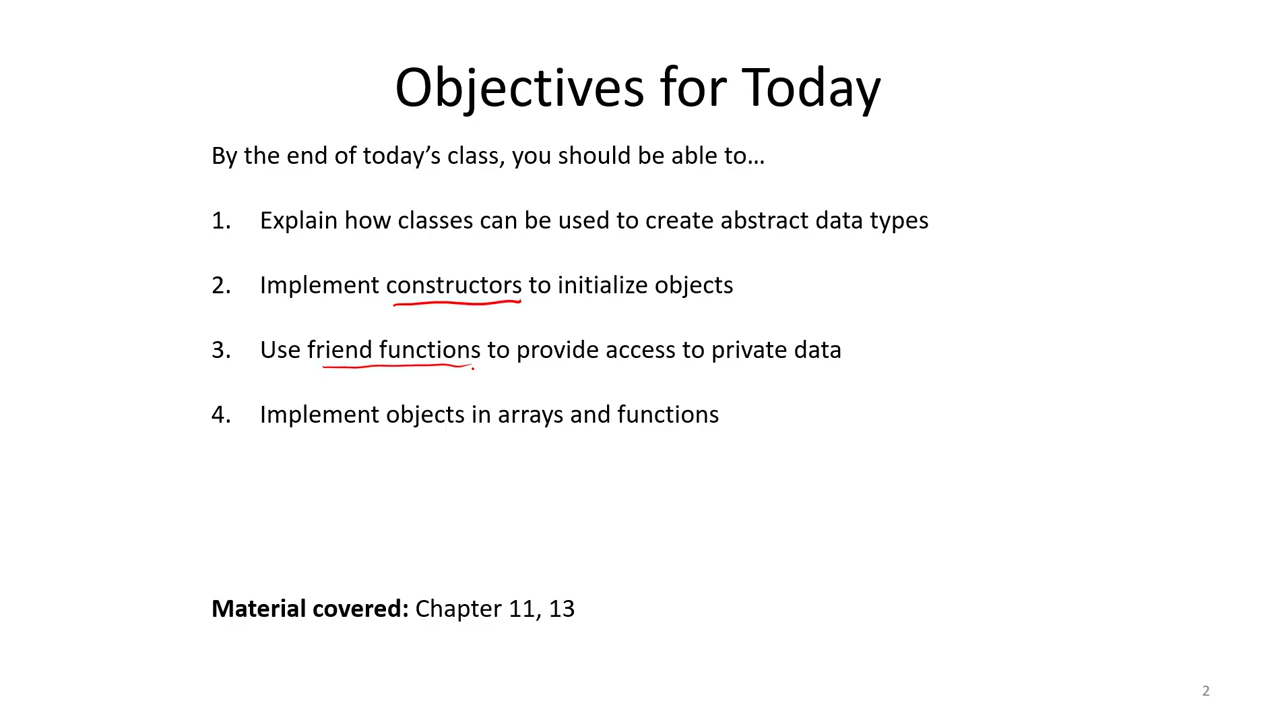 Objectives for Today
By the end of today’s class, you should be able to…
1. Explain how classes can be used to create abstract data types
2. Implement constructors to initialize objects
3. Use friend functions to provide access to private data
4. Implement objects in arrays and functions
Material covered: Chapter 11, 13
2